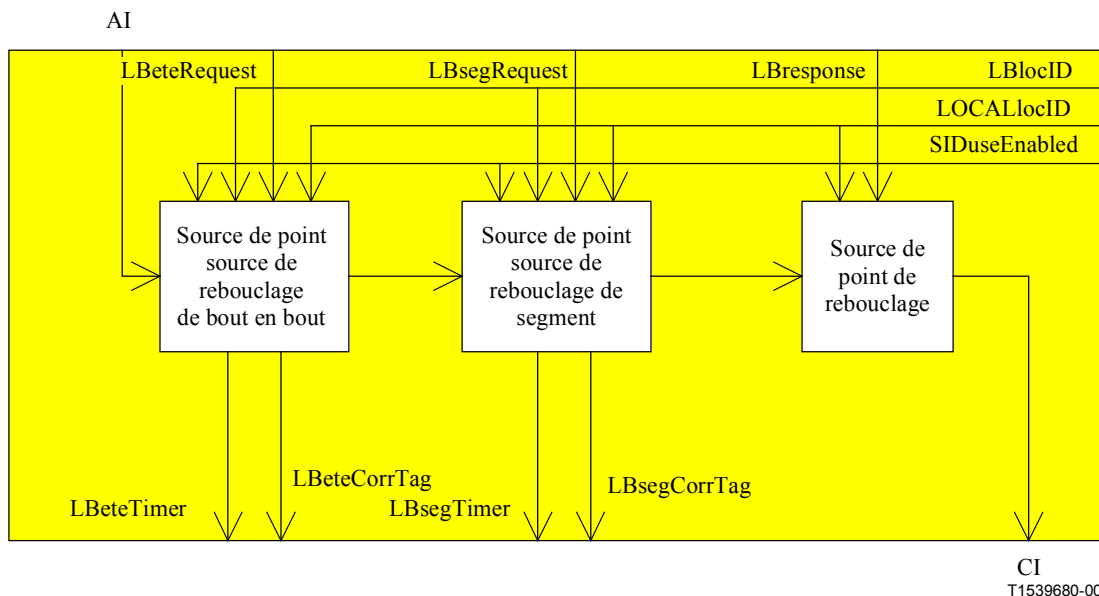 AI
LBeteRequest
LBsegRequest
LBresponse
LBlocID
LOCALlocID
SIDuseEnabled
Source de point
source de
rebouclage
de bout en bout
Source de point
source de
rebouclage de
segment
Source de
point de
rebouclage
LBeteTimer
LBeteCorrTag
LBsegTimer
LBsegCorrTag
CI
T1539680-00